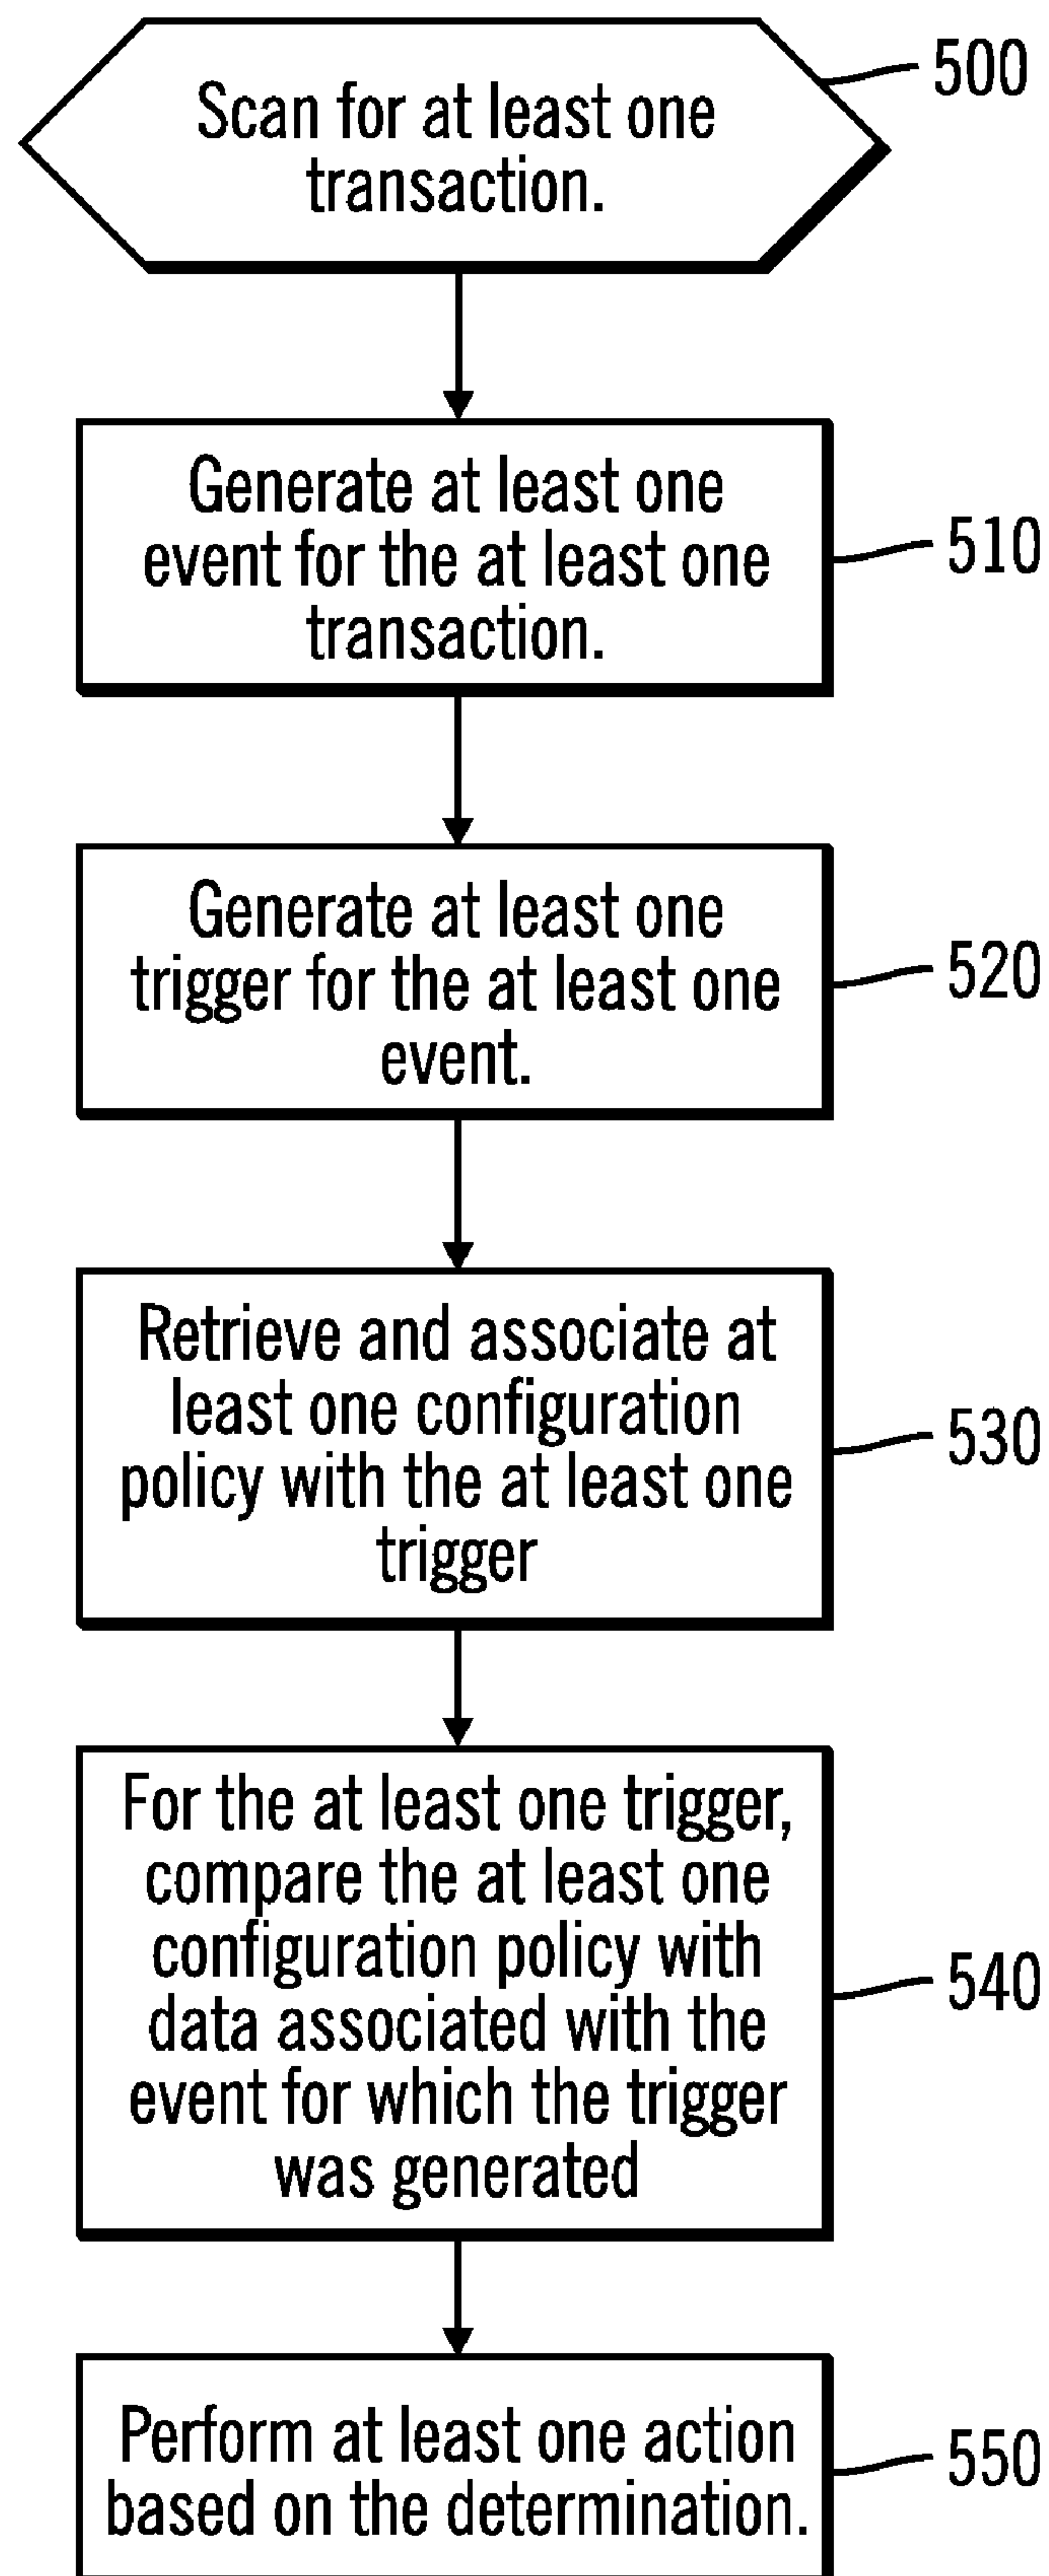 Scan for at least one
transaction.
500
Generate at least one
event for the at least one
transaction.
510
Generate at least one
trigger for the at least one
event.
520
Retrieve and associate at
least one configuration
policy with the at least one
trigger
530
For the at least one trigger,
compare the at least one
configuration policy with
data associated with the
event for which the trigger
was generated
540
Perform at least one action
based on the determination.
550